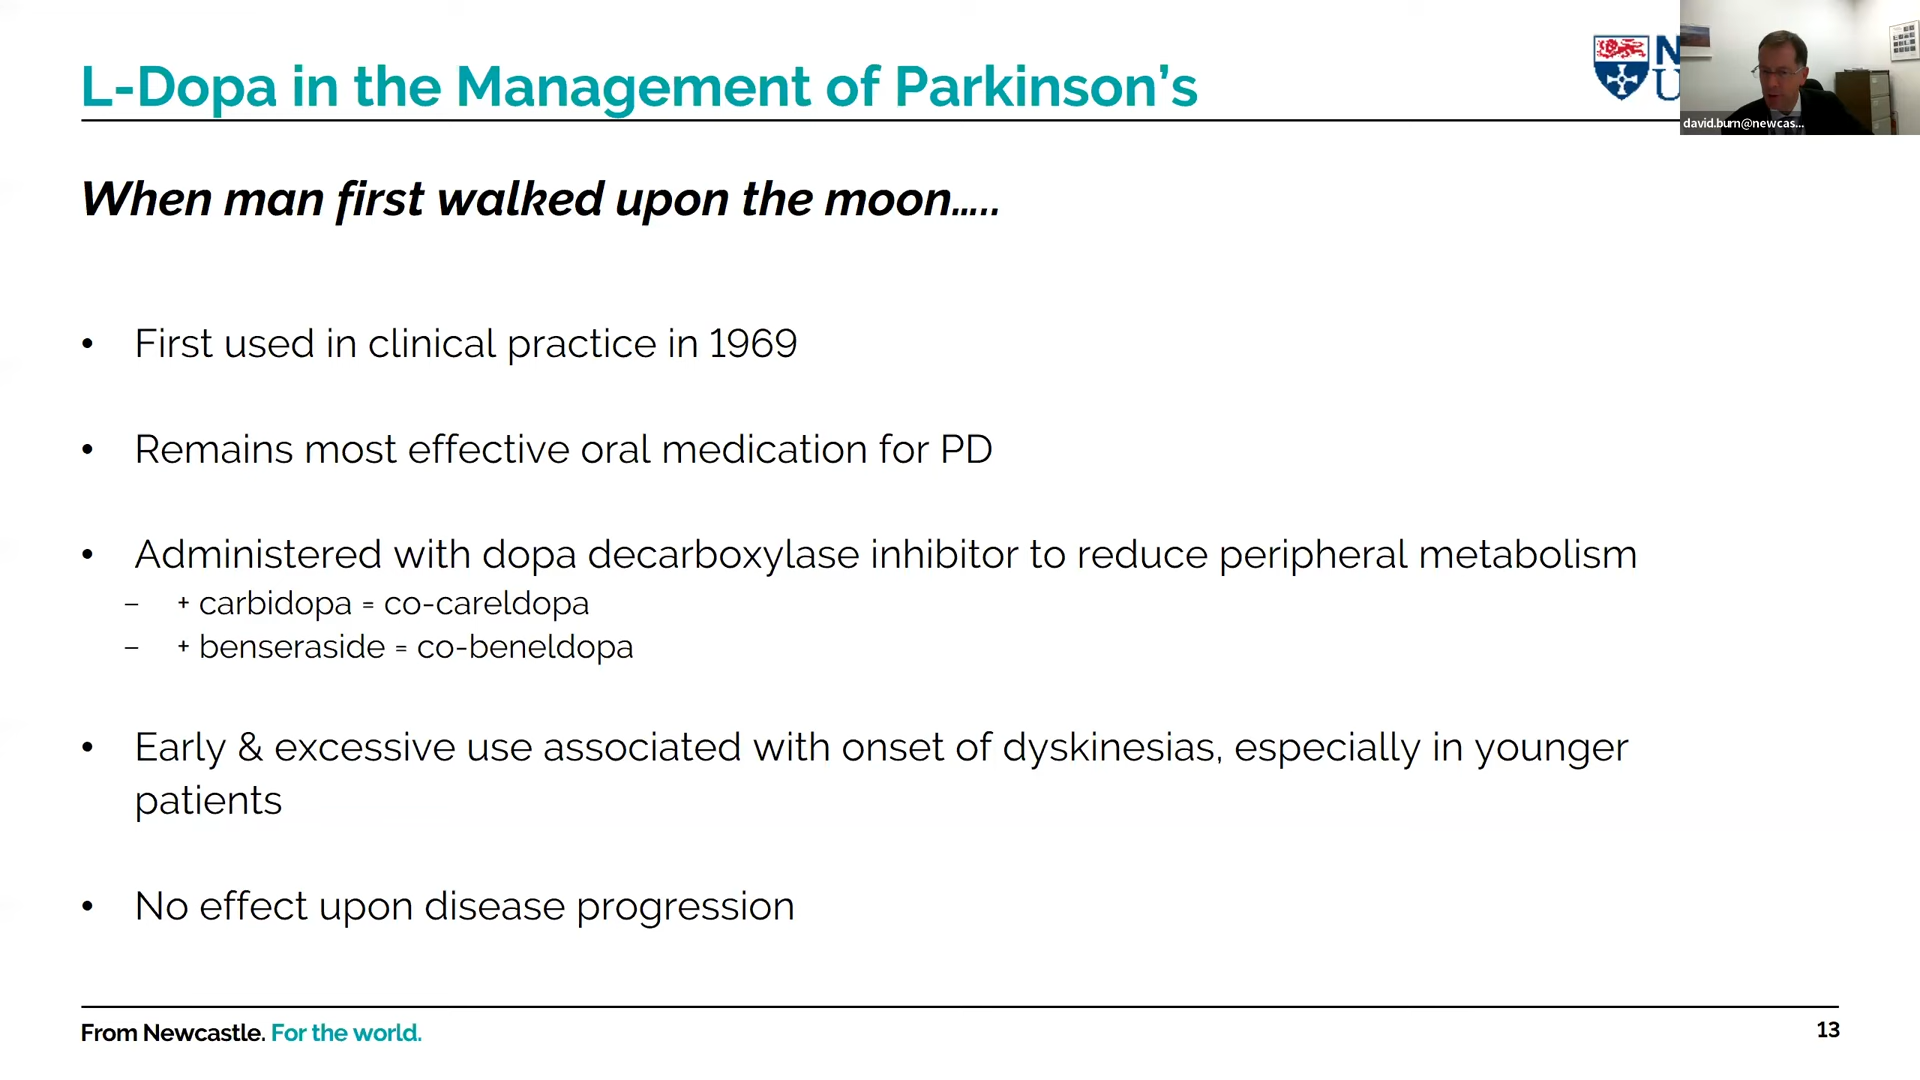 L-Dopa in the Management of Parkinson’s
N
U
david.burn@newcas...
When man first walked upon the moon…..
• First used in clinical practice in 1969
• Remains most effective oral medication for PD
• Administered with dopa decarboxylase inhibitor to reduce peripheral metabolism
– + carbidopa = co-careldopa
– + benseraside = co-beneldopa
• Early & excessive use associated with onset of dyskinesias, especially in younger
patients
• No effect upon disease progression
From Newcastle. For the world.
13